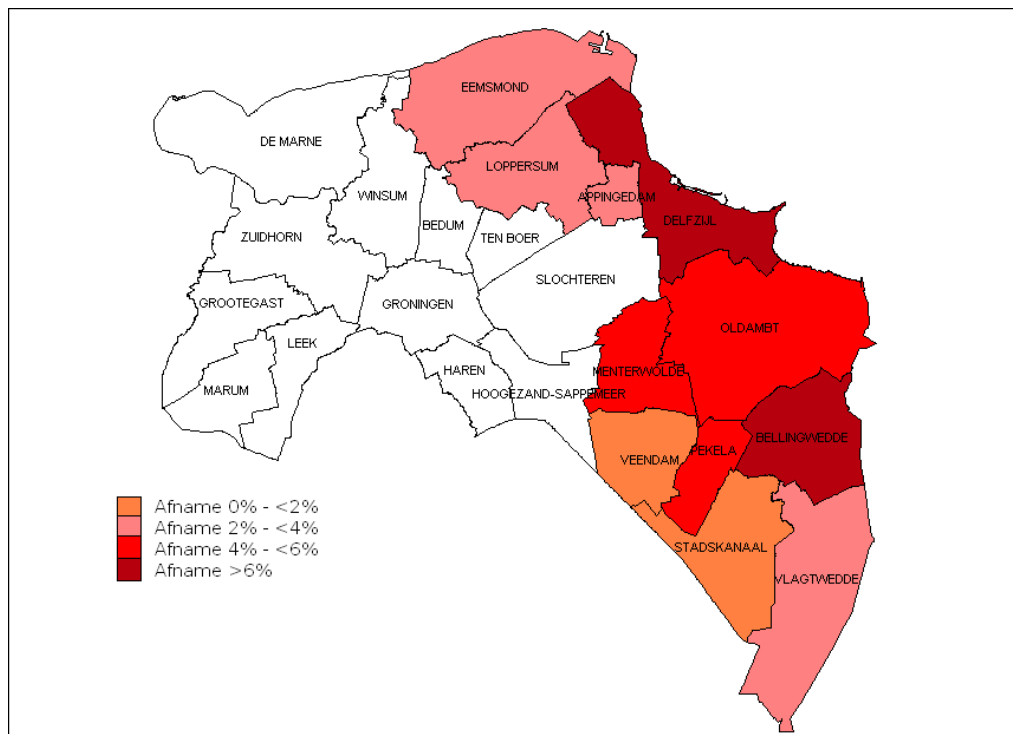 EEMSMOND
DE MARNE
LOPPERSUM
WINSUM
APPINGEDAM
DELFZIJL
BEDUM
ZUIDHORN
TEN BOER
SLOCHTEREN
GROOTEGAST
GRONINGEN
OLDAMBT
LEEK
HAREN
MENTERWOLDE
MARUM
HOOGEZAND-SAPPEMEER
BELLINGWEDDE
PEKELA
VEENDAM
STADSKANAAL
VLAGTWEDDE
Afname 0% - <2%
Afname 2% - <4%
Afname 4% - <6%
Afname >6%